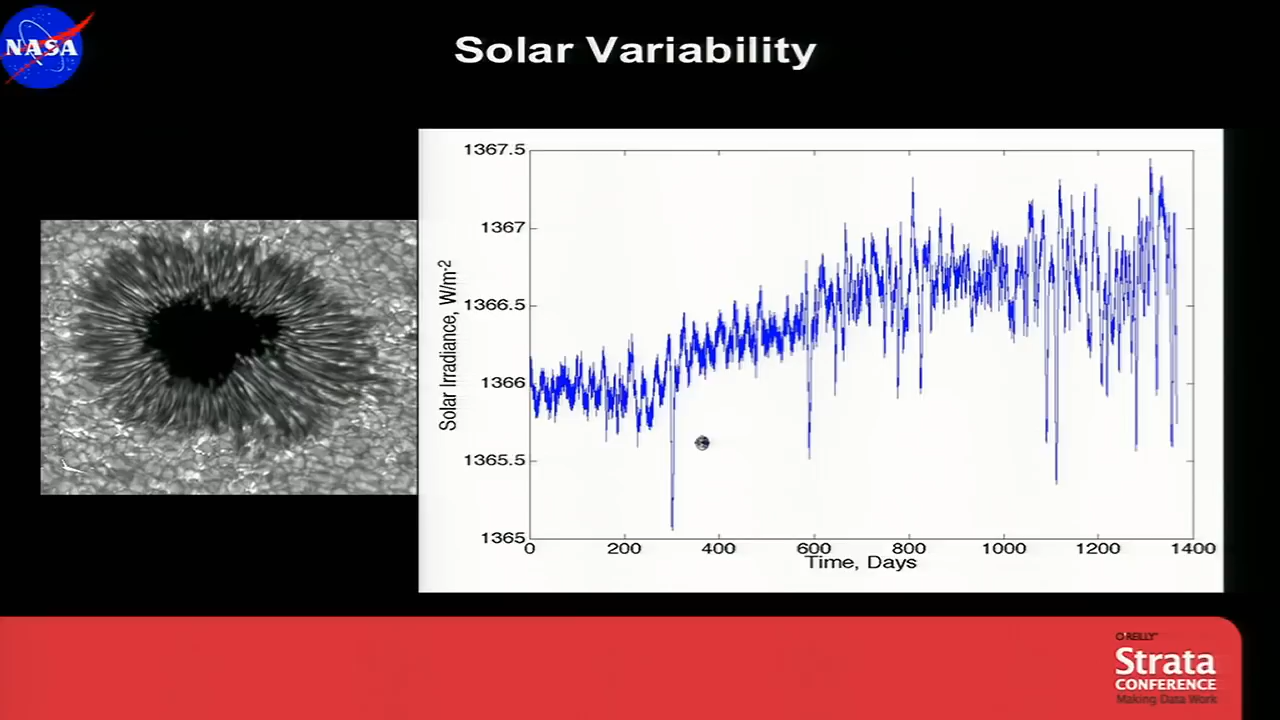 NASA
Solar Variability
1367.5
1367
1366.5
1366
1365.5
1365
Solar Irradiance, W/m-2
0 200 400 600 800 1000 1200 1400
Time, Days
O'REILLY
Strata
CONFERENCE
Making Data Work